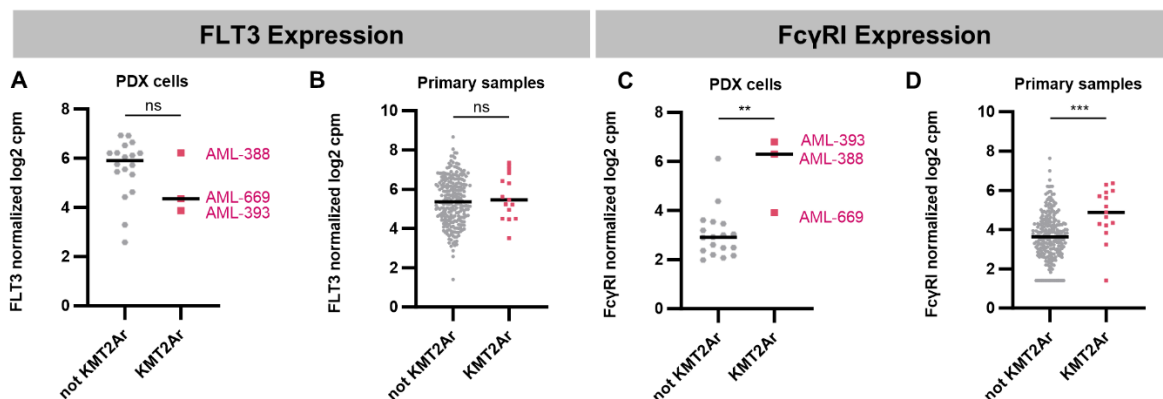 FLT3 Expression
FcγRI Expression
A
PDX cells
ns
FLT3 normalized log2 cpm
8
6
4
2
0
AML-388
AML-669
AML-393
not KMT2Ar
KMT2Ar
B
Primary samples
ns
FLT3 normalized log2 cpm
10
8
6
4
2
0
not KMT2Ar
KMT2Ar
C
PDX cells
**
FcγRI normalized log2 cpm
8
6
4
2
0
AML-393
AML-388
AML-669
not KMT2Ar
KMT2Ar
D
Primary samples
***
FcγRI normalized log2 cpm
10
8
6
4
2
0
not KMT2Ar
KMT2Ar